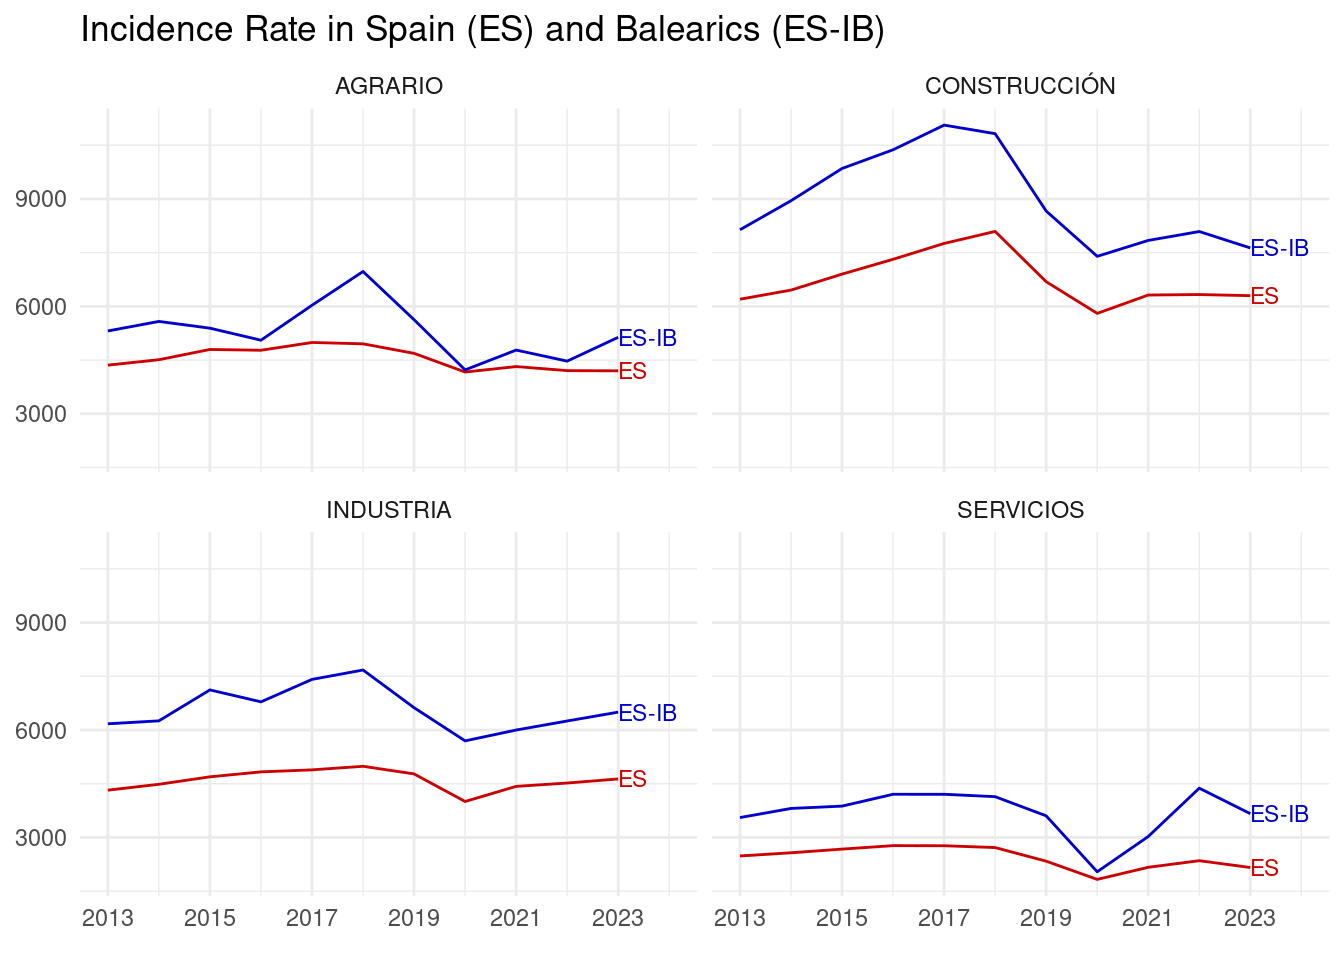 Incidence Rate in Spain (ES) and Balearics (ES-IB)
AGRARIO
CONSTRUCCIÓN
9000
6000
3000
ES-IB
ES
ES-IB
ES
INDUSTRIA
SERVICIOS
9000
6000
3000
ES-IB
ES
ES-IB
ES
2013 2015 2017 2019 2021 2023
2013 2015 2017 2019 2021 2023